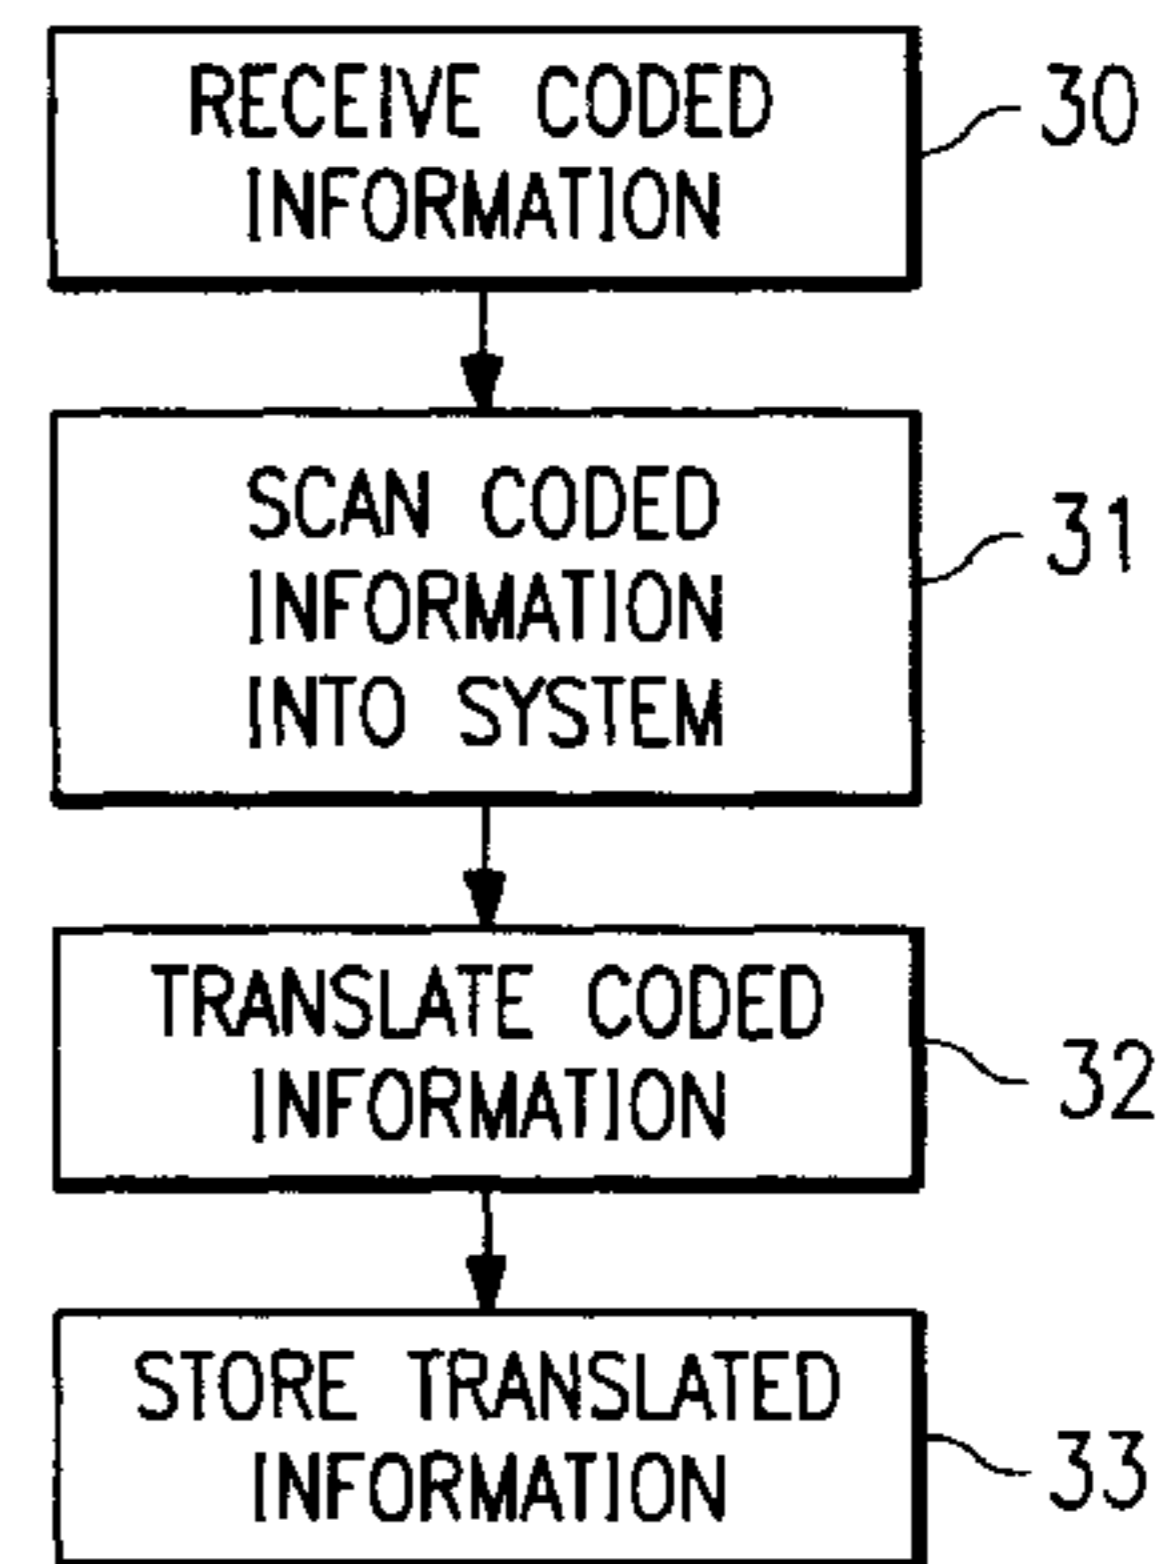 RECEIVE CODED
INFORMATION
30
SCAN CODED
INFORMATION
INTO SYSTEM
31
TRANSLATE CODED
INFORMATION
32
STORE TRANSLATED
INFORMATION
33